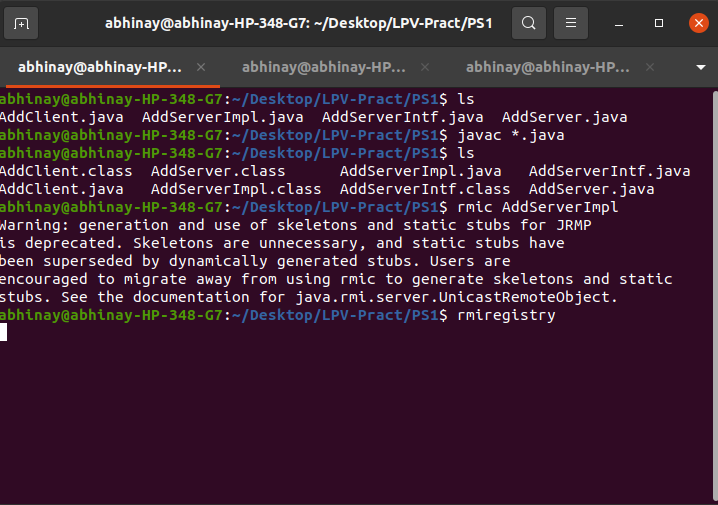 abhinay@abhinay-HP-348-G7: ~/Desktop/LPV-Pract/PS1
abhinay@abhinay-HP... × abhinay@abhinay-HP... × abhinay@abhinay-HP... ×
abhinay@abhinay-HP-348-G7:~/Desktop/LPV-Pract/PS1$ ls
AddClient.java  AddServerImpl.java  AddServerIntf.java  AddServer.java
abhinay@abhinay-HP-348-G7:~/Desktop/LPV-Pract/PS1$ javac *.java
abhinay@abhinay-HP-348-G7:~/Desktop/LPV-Pract/PS1$ ls
AddClient.class  AddServer.class      AddServerImpl.java   AddServerIntf.java
AddClient.java   AddServerImpl.class  AddServerIntf.class  AddServer.java
abhinay@abhinay-HP-348-G7:~/Desktop/LPV-Pract/PS1$ rmic AddServerImpl
Warning: generation and use of skeletons and static stubs for JRMP
is deprecated. Skeletons are unnecessary, and static stubs have
been superseded by dynamically generated stubs. Users are
encouraged to migrate away from using rmic to generate skeletons and static
stubs. See the documentation for java.rmi.server.UnicastRemoteObject.
abhinay@abhinay-HP-348-G7:~/Desktop/LPV-Pract/PS1$ rmiregistry